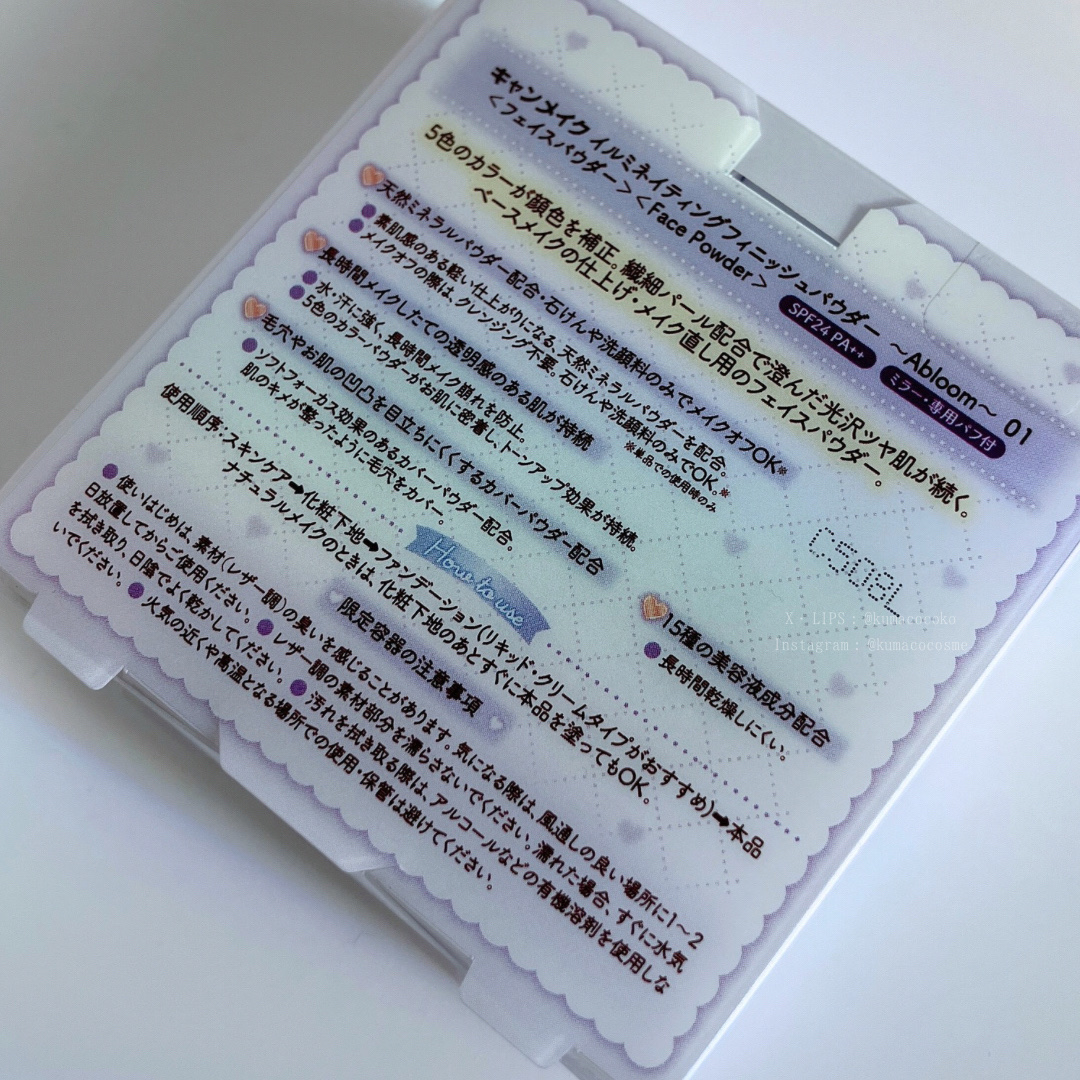 キャンメイク イルミネイティングフィニッシュパウダー ～Abloom～ 01
＜フェイスパウダー＞＜Face Powder＞ SPF24 PA++ ミラー・専用パフ付
5色のカラーが顔色を補正。繊細パール配合で澄んだ光沢ツヤ肌が続く。
ベースメイクの仕上げ・メイク直し用のフェイスパウダー。
天然ミネラルパウダー配合・石けんや洗顔料のみでメイクオフOK※
●素肌感のある軽い仕上がりになる、天然ミネラルパウダーを配合。
●メイクオフの際は、クレンジング不要。石けんや洗顔料のみでOK。※
※単品での使用時のみ
長時間メイクしたての透明感のある肌が持続
●水・汗に強く、長時間メイク崩れを防止。
●5色のカラーパウダーがお肌に密着し、トーンアップ効果が持続。
毛穴やお肌の凹凸を目立ちにくくするカバーパウダー配合
●ソフトフォーカス効果のあるカバーパウダー配合。
肌のキメが整ったように毛穴をカバー。
C508L
15種の美容液成分配合
●長時間乾燥しにくい。
How to use
使用順序・スキンケア➡化粧下地➡ファンデーション(リキッド・クリームタイプがおすすめ)➡本品
ナチュラルメイクのときは、化粧下地のあとすぐに本品を塗ってもOK。
限定容器の注意事項
●使いはじめは、素材(レザー調)の臭いを感じることがあります。気になる際は、風通しの良い場所に1～2
日放置してからご使用ください。●レザー調の素材部分を濡らさないでください。濡れた場合、すぐに水気
を拭き取り、日陰でよく乾かしてください。●汚れを拭き取る際は、アルコールなどの有機溶剤を使用しな
いでください。●火気の近くや高温となる場所での使用・保管は避けてください。
X・LIPS : @kumacocoko
Instagram : @kumacocosme